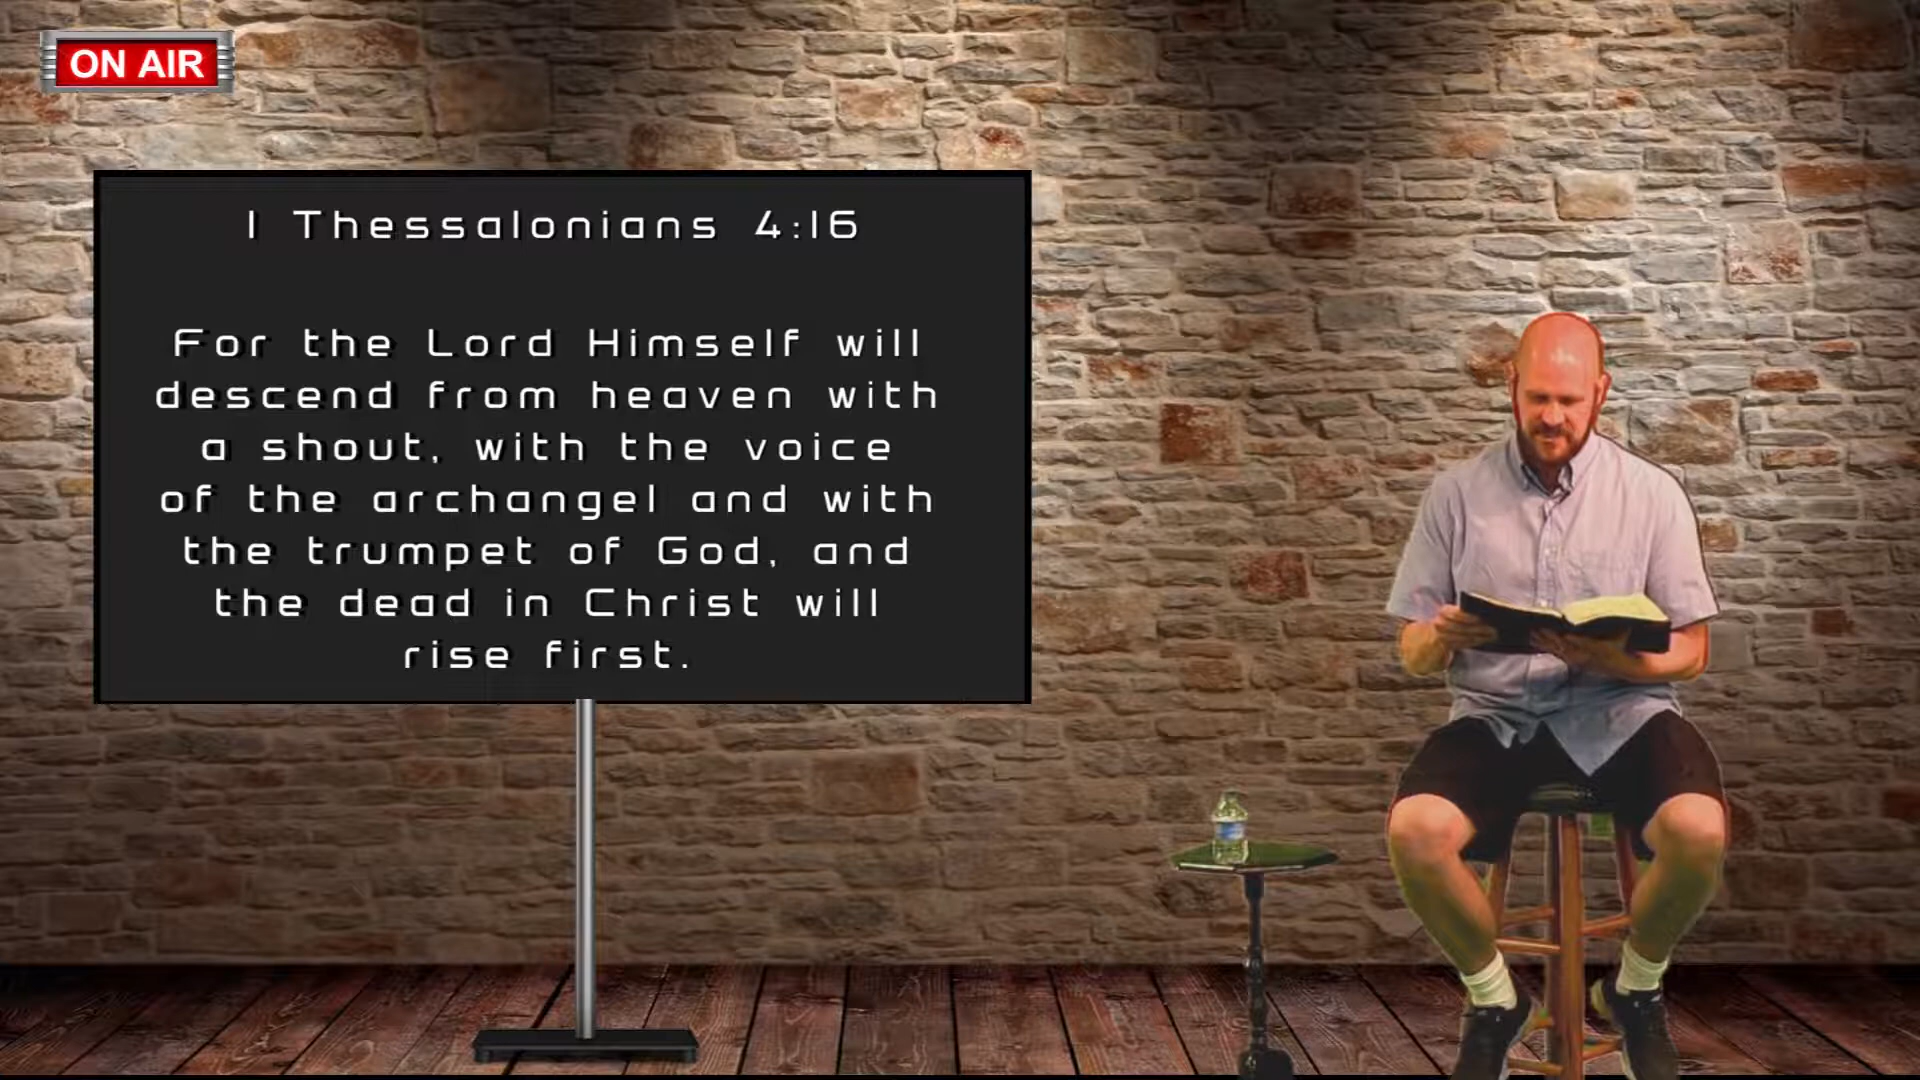 ON AIR
1 Thessalonians 4:16
For the Lord Himself will
descend from heaven with
a shout, with the voice
of the archangel and with
the trumpet of God, and
the dead in Christ will
rise first.